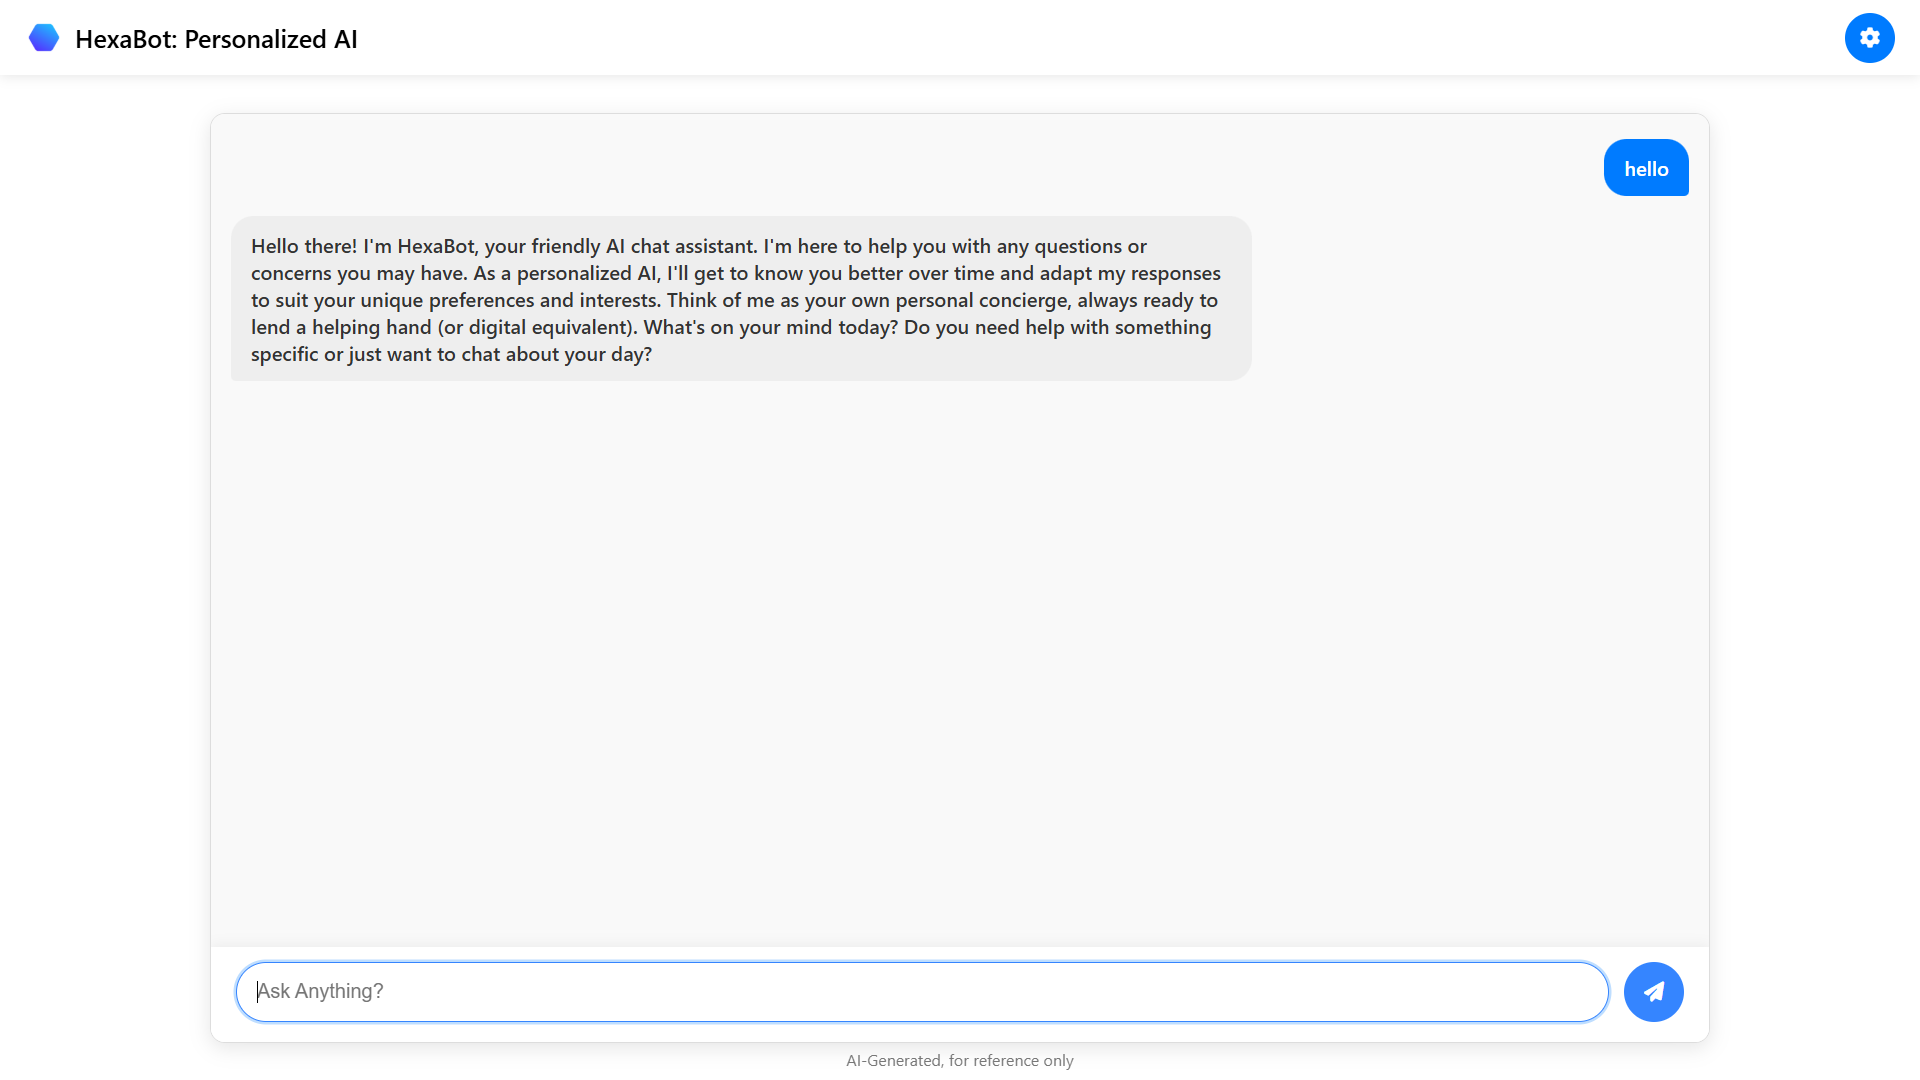 HexaBot: Personalized AI
hello
Hello there! I'm HexaBot, your friendly AI chat assistant. I'm here to help you with any questions or
concerns you may have. As a personalized AI, I'll get to know you better over time and adapt my responses
to suit your unique preferences and interests. Think of me as your own personal concierge, always ready to
lend a helping hand (or digital equivalent). What's on your mind today? Do you need help with something
specific or just want to chat about your day?
Ask Anything?
AI-Generated, for reference only